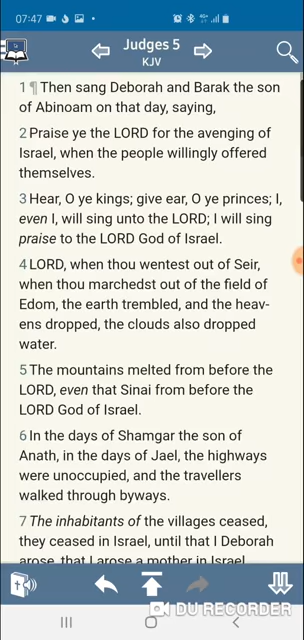 07:47
Judges 5
KJV
1 ¶ Then sang Deborah and Barak the son
of Abinoam on that day, saying,
2 Praise ye the LORD for the avenging of
Israel, when the people willingly offered
themselves.
3 Hear, O ye kings; give ear, O ye princes; I,
even I, will sing unto the LORD; I will sing
praise to the LORD God of Israel.
4 LORD, when thou wentest out of Seir,
when thou marchedst out of the field of
Edom, the earth trembled, and the heav-
ens dropped, the clouds also dropped
water.
5 The mountains melted from before the
LORD, even that Sinai from before the
LORD God of Israel.
6 In the days of Shamgar the son of
Anath, in the days of Jael, the highways
were unoccupied, and the travellers
walked through byways.
7 The inhabitants of the villages ceased,
they ceased in Israel, until that I Deborah
arose, that I arose a mother in Israel
DU RECORDER